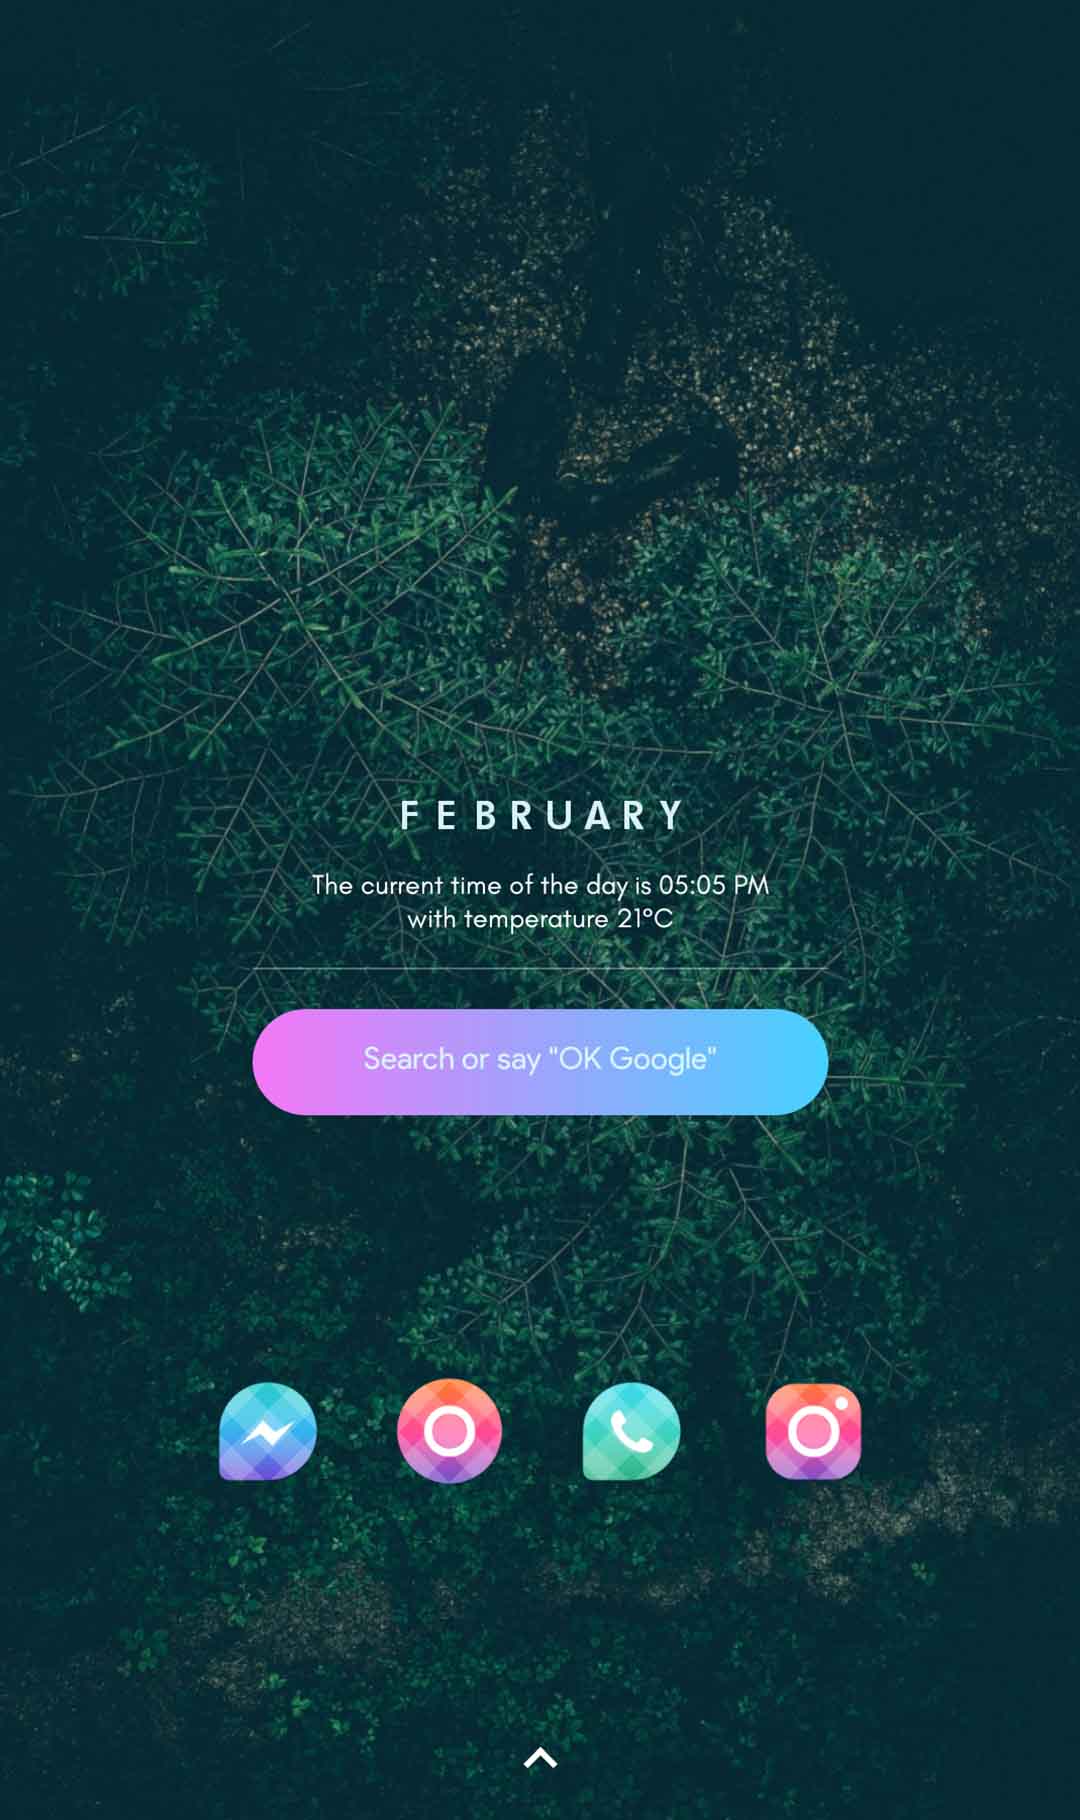 FEBRUARY
The current time of the day is 05:05 PM
with temperature 21°C
Search or say "OK Google"